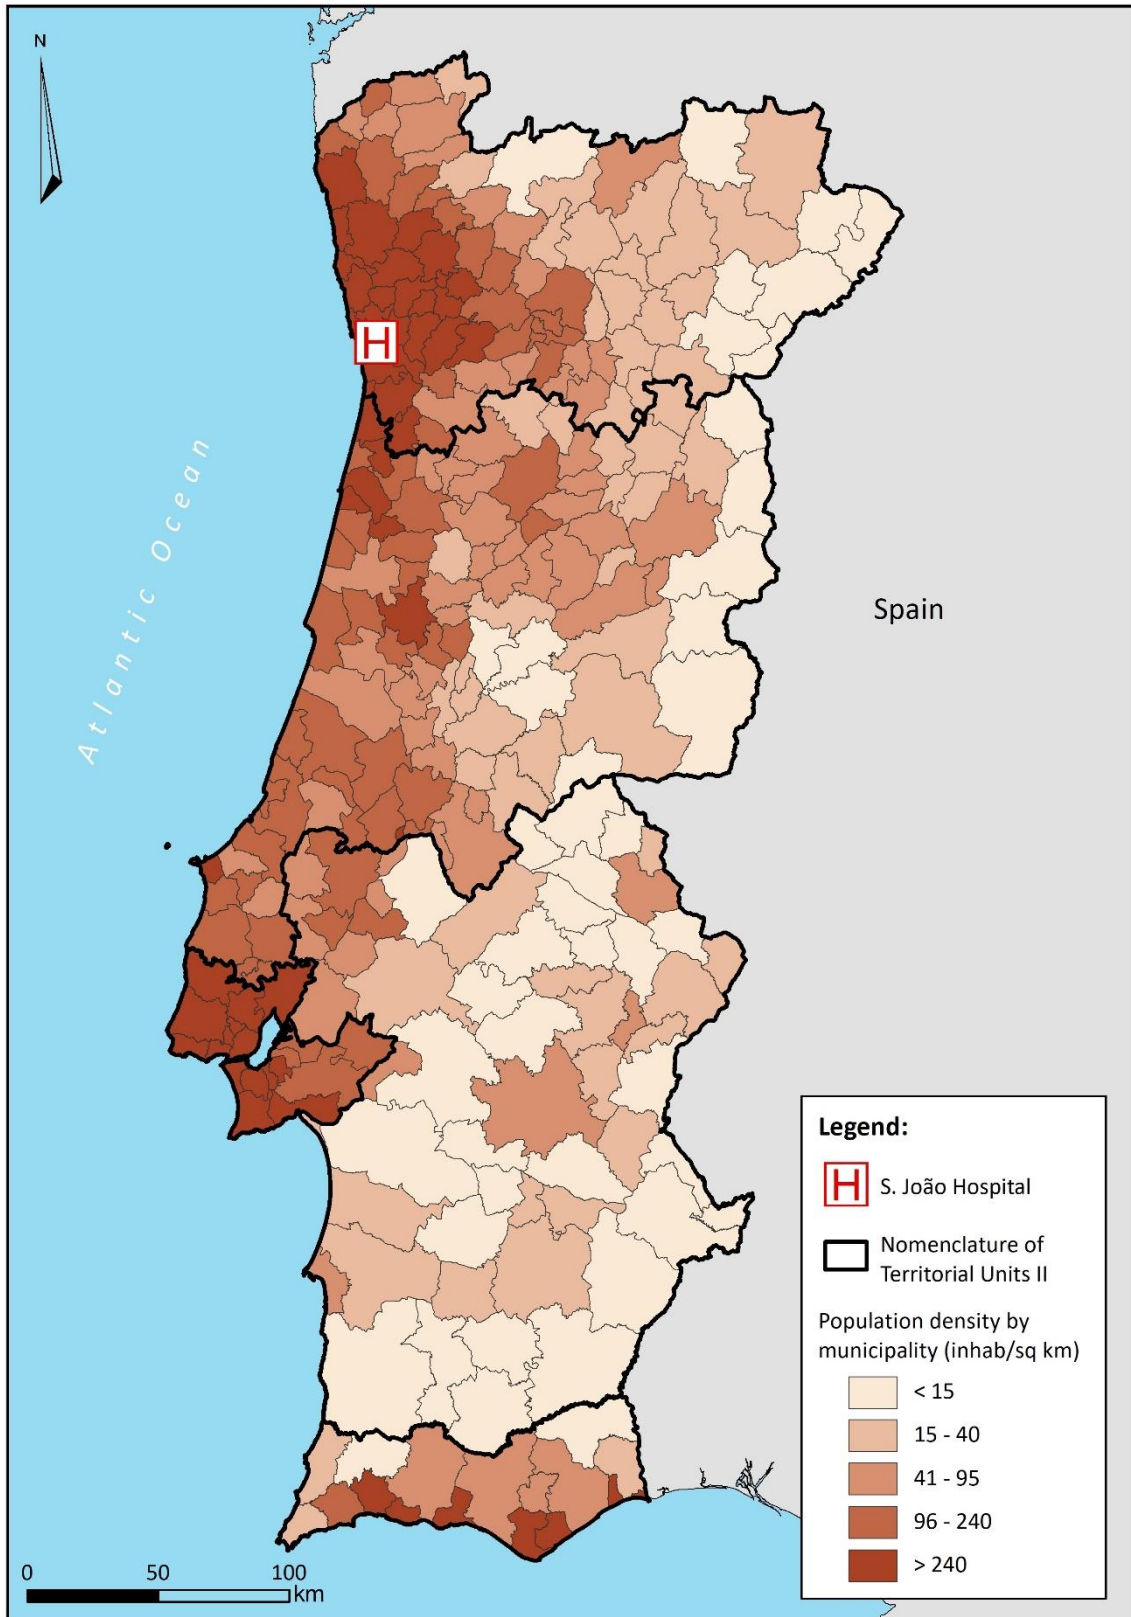 N
H
Atlantic Ocean
Spain
Legend:
H S. João Hospital
Nomenclature of
Territorial Units II
Population density by
municipality (inhab/sq km)
< 15
15 - 40
41 - 95
96 - 240
> 240
0 50 100
km